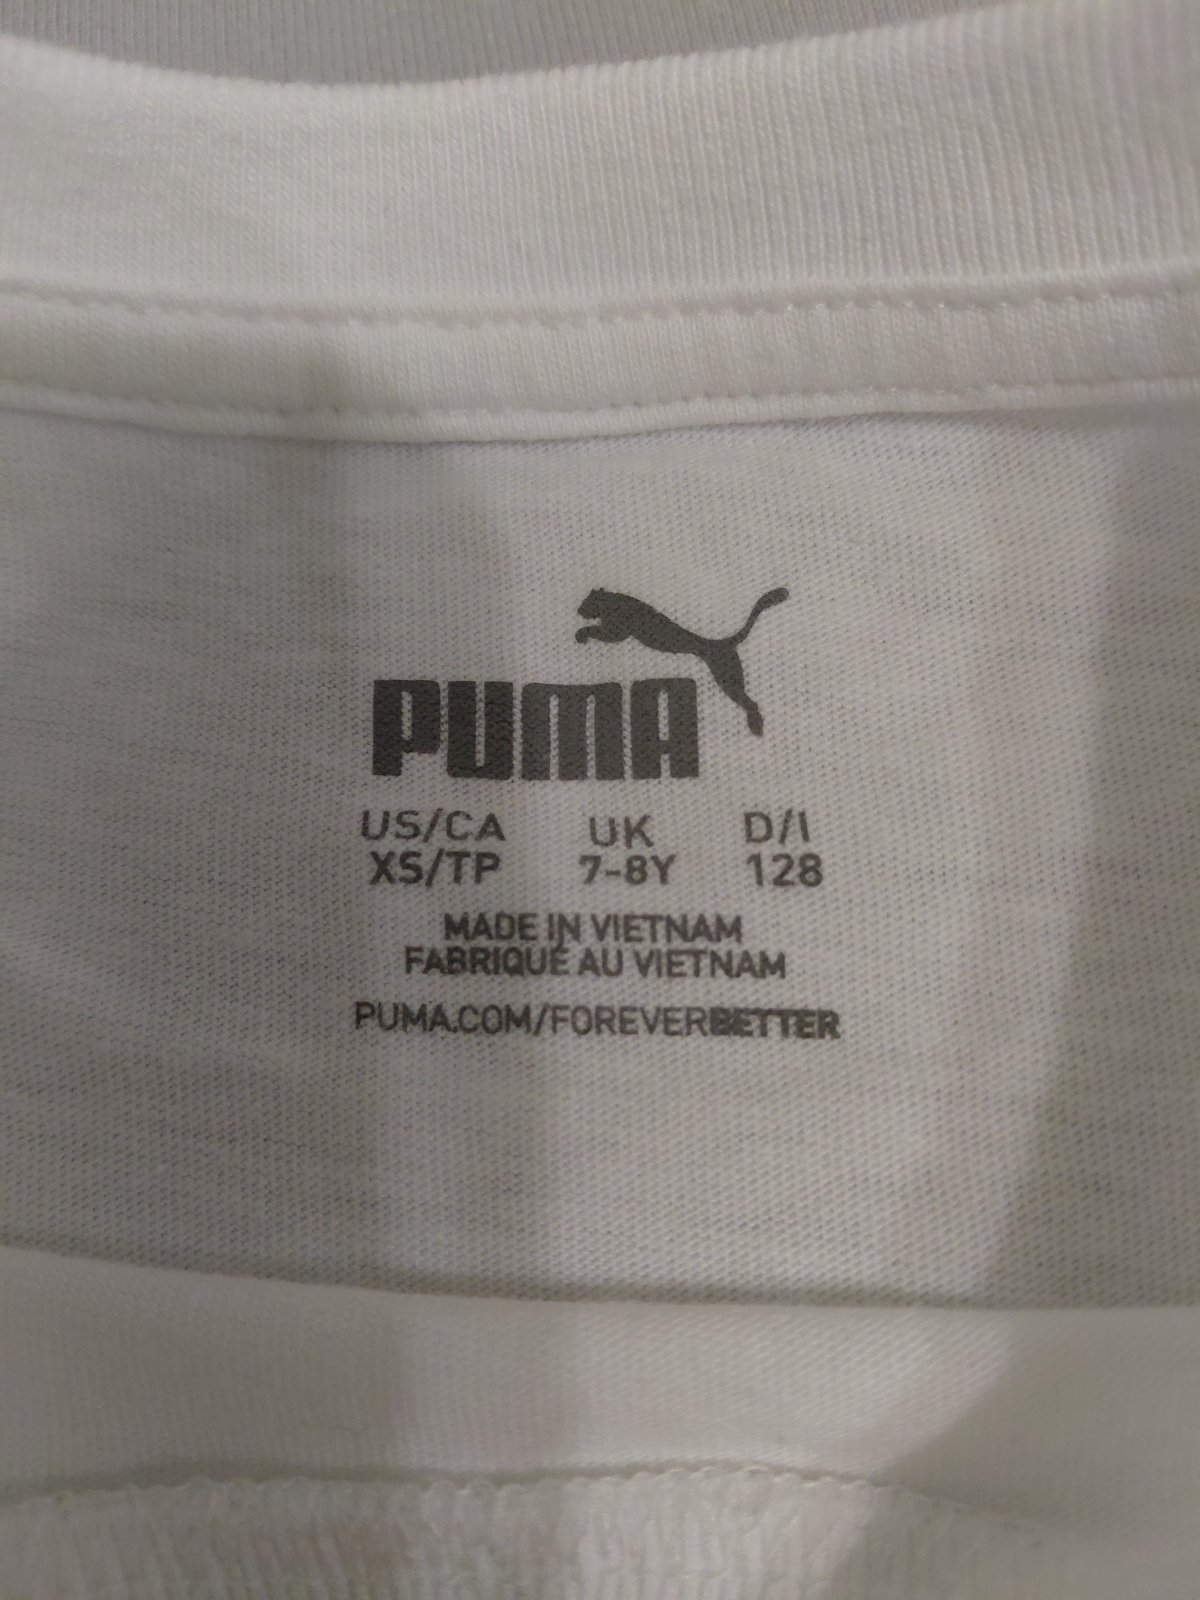 PUMA
US/CA UK D/I
XS/TP 7-8Y 128
MADE IN VIETNAM
FABRIQUÉ AU VIETNAM
PUMA.COM/FOREVERBETTER